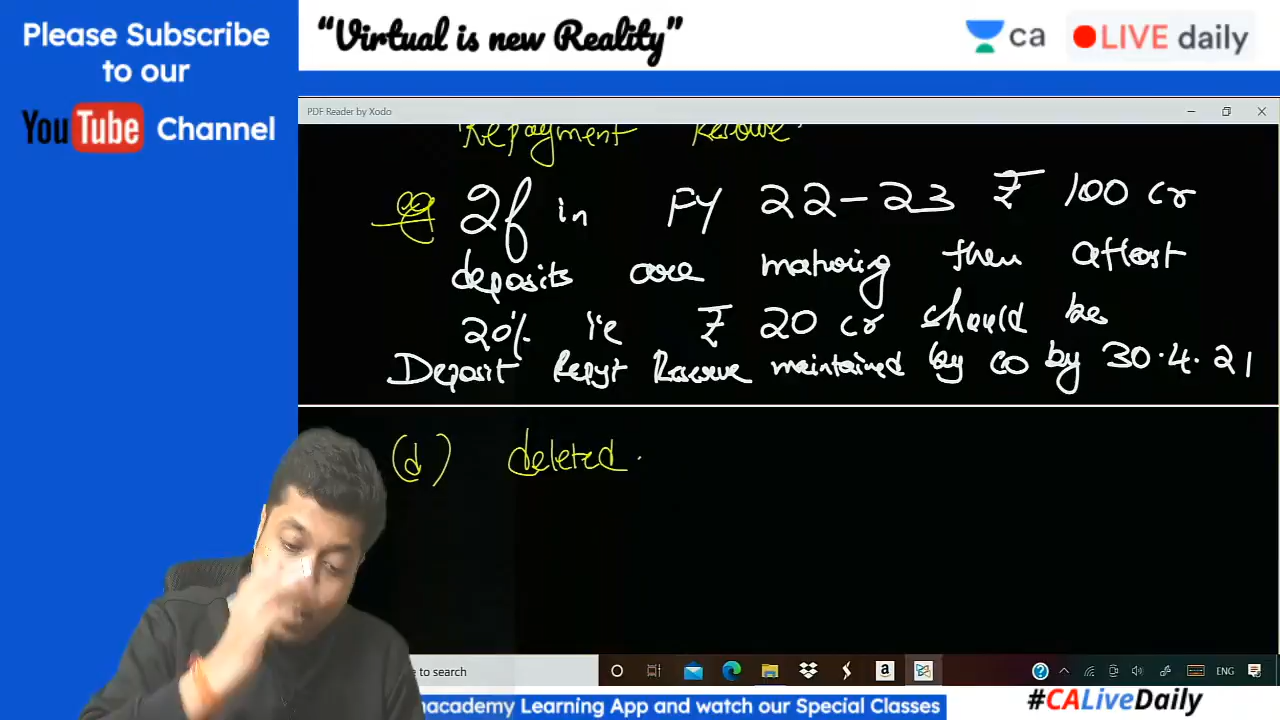 Please Subscribe
to our
YouTube Channel
“Virtual is new Reality”
ca
LIVE daily
PDF Reader by Xodo
Repayment Reserve.
eg If in FY 22-23 ₹ 100 cr
deposits are maturing then atleast
20% ie ₹ 20 cr should be
Deposit Repyt Reserve maintained by co by 30.4.21
(d) deleted.
e to search
ENG
nacademy Learning App and watch our Special Classes
#CALiveDaily